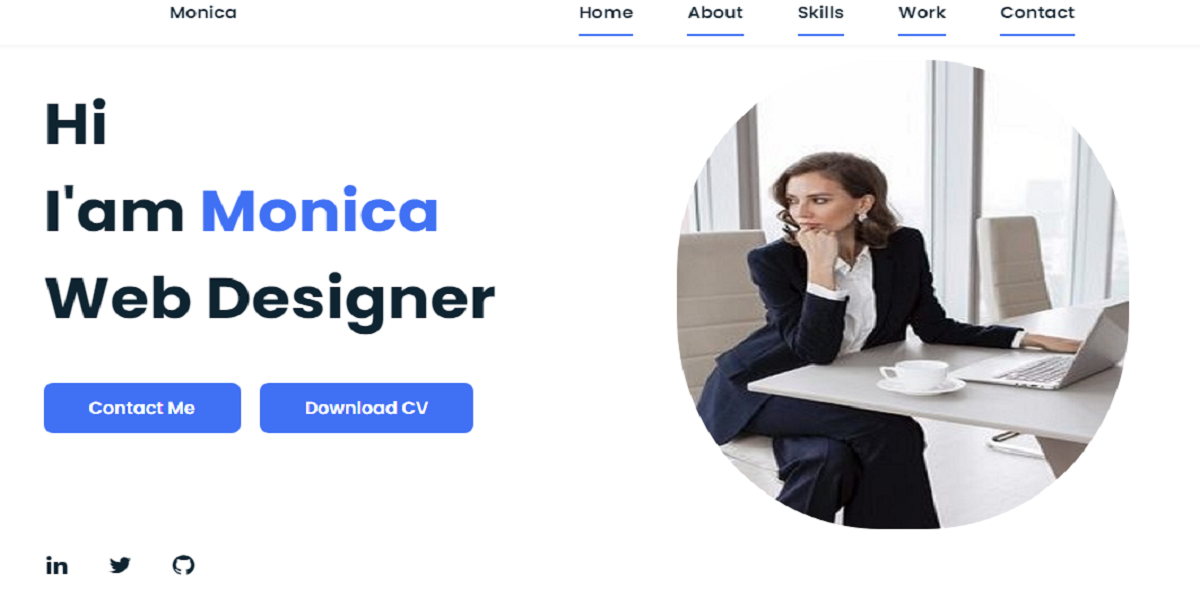 Monica
Home About Skills Work Contact
Hi
I'am Monica
Web Designer
Contact Me Download CV
in